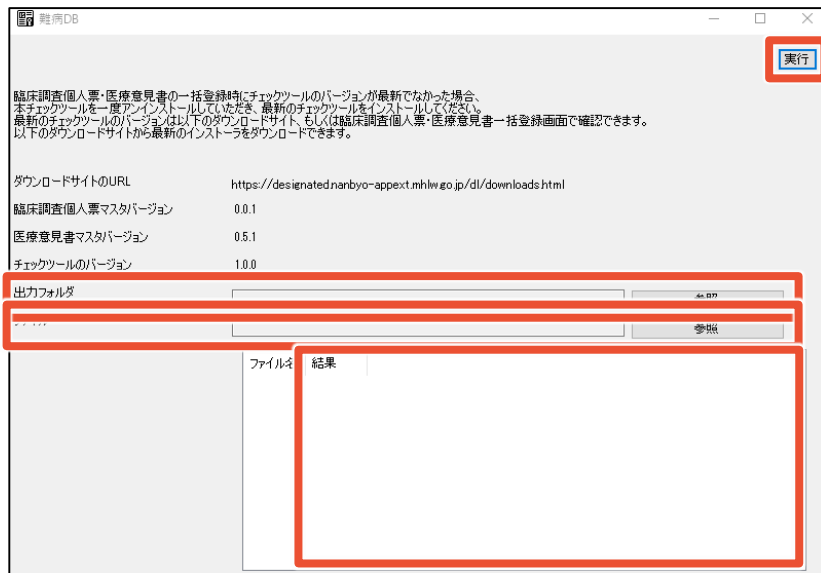 難病DB
実行
臨床調査個人票・医療意見書の一括登録時にチェックツールのバージョンが最新でなかった場合、
本チェックツールを一度アンインストールしていただき、最新のチェックツールをインストールしてください。
最新のチェックツールのバージョンは以下のダウンロードサイト、もしくは臨床調査個人票・医療意見書一括登録画面で確認できます。
以下のダウンロードサイトから最新のインストーラをダウンロードできます。
ダウンロードサイトのURL https://designated.nanbyo-appext.mhlw.go.jp/dl/downloads.html
臨床調査個人票マスタバージョン 0.0.1
医療意見書マスタバージョン 0.5.1
チェックツールのバージョン 1.0.0
出力フォルダ 参照
参照
ファイル名 結果